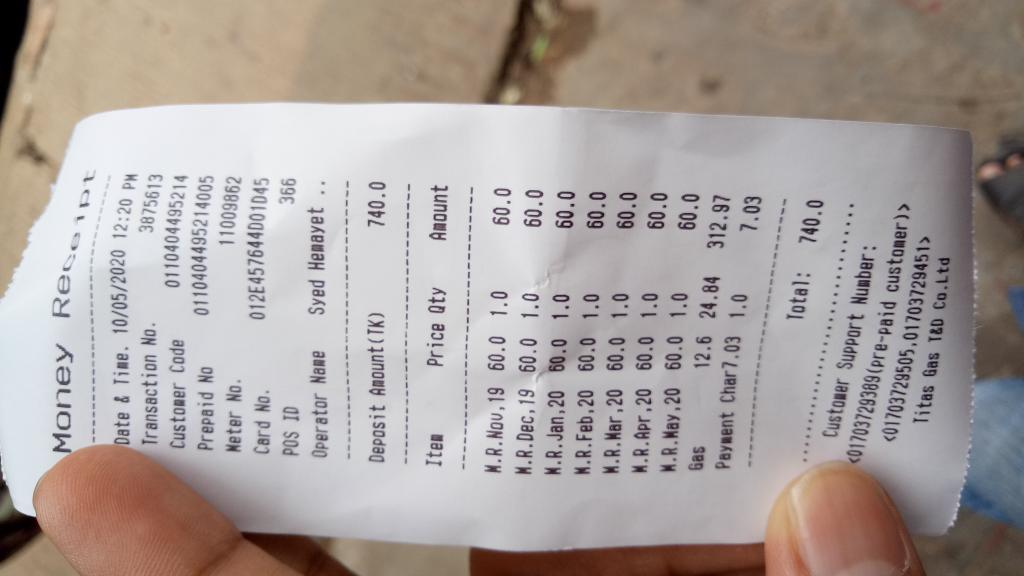 Money Receipt
Date & Time. 10/05/2020 12:20 PM
Transaction No. 3875613
Customer Code 01104044495214
Prepaid No 01104044495214005
Meter No. 11009862
Card No. 012E457644D01D45
POS ID 366
Operator Name Syed Hemayet ..
Deposit Amount(TK) 740.0
Item Price Qty Amount
M.R.Nov,19 60.0 1.0 60.0
M.R.Dec,19 60.0 1.0 60.0
M.R.Jan,20 60.0 1.0 60.0
M.R.Feb,20 60.0 1.0 60.0
M.R.Mar,20 60.0 1.0 60.0
M.R.Apr,20 60.0 1.0 60.0
M.R.May,20 60.0 1.0 60.0
Gas 12.6 24.84 312.97
Payment Char7.03 1.0 7.03
Total: 740.0
Customer Support Number:
<01703729389(pre-paid customer)>
<01703729505,01703729451>
Titas Gas T&D Co.Ltd